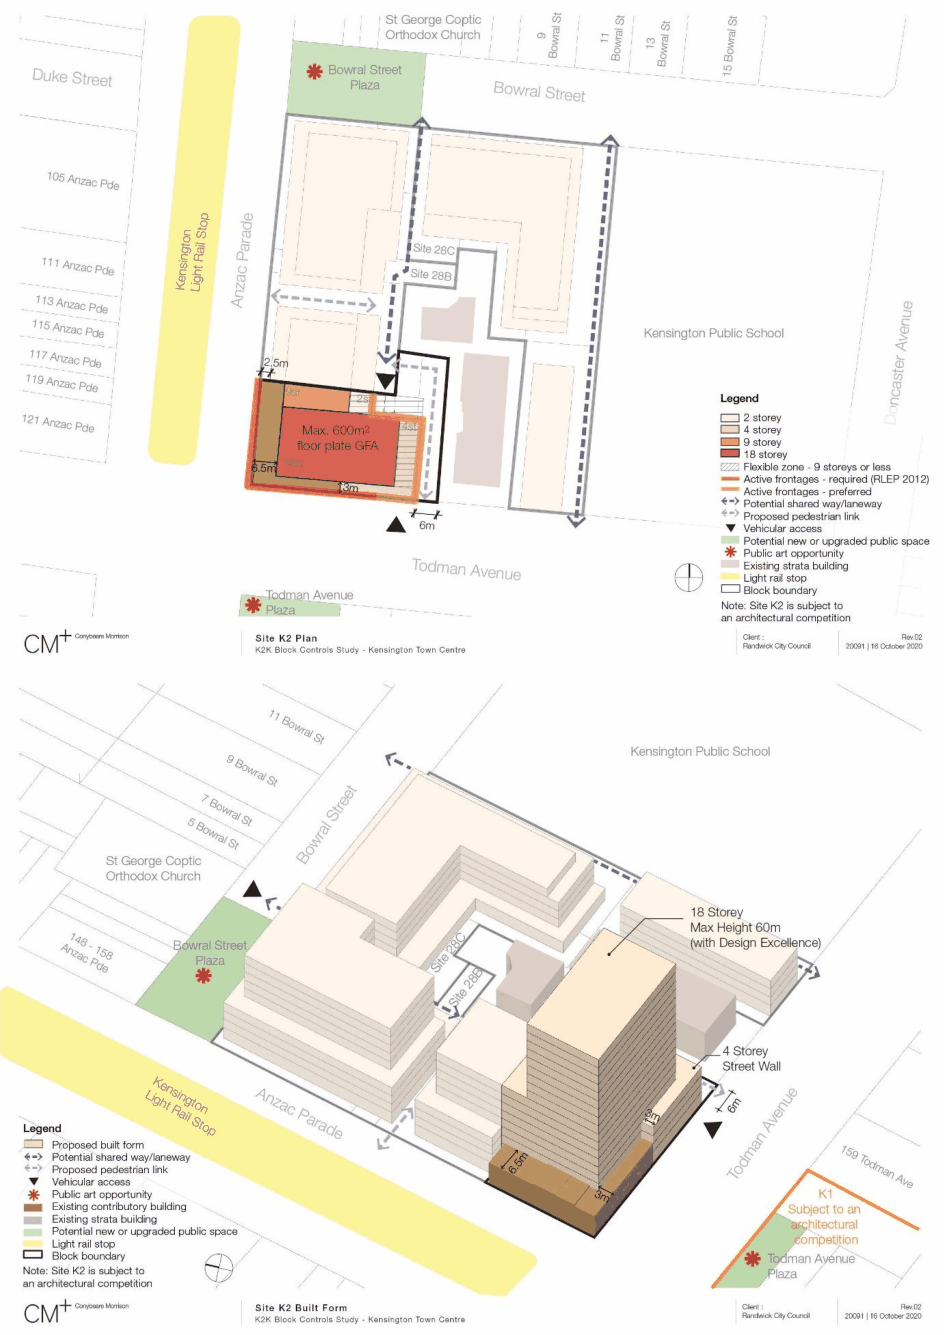 St George Coptic
Orthodox Church
9
Bowral St
11
Bowral St
13
Bowral St
15 Bowral St
Duke Street
Bowral Street
Plaza
Bowral Street
105 Anzac Pde
Kensington
Light Rail Stop
Anzac Parade
Site 28C
Site 28B
111 Anzac Pde
113 Anzac Pde
115 Anzac Pde
117 Anzac Pde
119 Anzac Pde
121 Anzac Pde
Kensington Public School
Doncaster Avenue
2.5m
Max. 600m²
floor plate GFA
6.5m
3m
6m
Todman Avenue
Todman Avenue
Plaza
Legend
2 storey
4 storey
9 storey
18 storey
Flexible zone - 9 storeys or less
Active frontages - required (RLEP 2012)
Active frontages - preferred
Potential shared way/laneway
Proposed pedestrian link
Vehicular access
Potential new or upgraded public space
Public art opportunity
Existing strata building
Light rail stop
Block boundary
Note: Site K2 is subject to
an architectural competition
CM+ Conybeare Morrison
Site K2 Plan
K2K Block Controls Study - Kensington Town Centre
Client :
Randwick City Council
Rev.02
20091 | 16 October 2020
11 Bowral St
9 Bowral St
7 Bowral St
5 Bowral St
Bowral Street
Kensington Public School
St George Coptic
Orthodox Church
148 - 158
Anzac Pde
Bowral Street
Plaza
Site 28C
Site 28B
18 Storey
Max Height 60m
(with Design Excellence)
4 Storey
Street Wall
Kensington
Light Rail Stop
Anzac Parade
6.5m
3m
3m
6m
Todman Avenue
159 Todman Ave
K1
Subject to an
architectural
competition
Todman Avenue
Plaza
Legend
Proposed built form
Potential shared way/laneway
Proposed pedestrian link
Vehicular access
Public art opportunity
Existing contributory building
Existing strata building
Potential new or upgraded public space
Light rail stop
Block boundary
Note: Site K2 is subject to
an architectural competition
CM+ Conybeare Morrison
Site K2 Built Form
K2K Block Controls Study - Kensington Town Centre
Client :
Randwick City Council
Rev.02
20091 | 16 October 2020